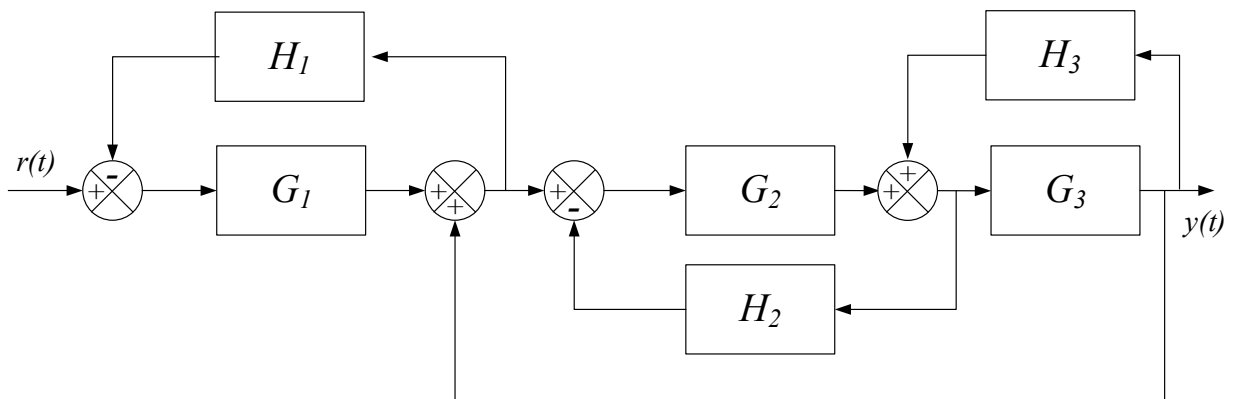 H1
H3
r(t)
-
+
G1
+
+
+
-
G2
+
+
G3
y(t)
H2